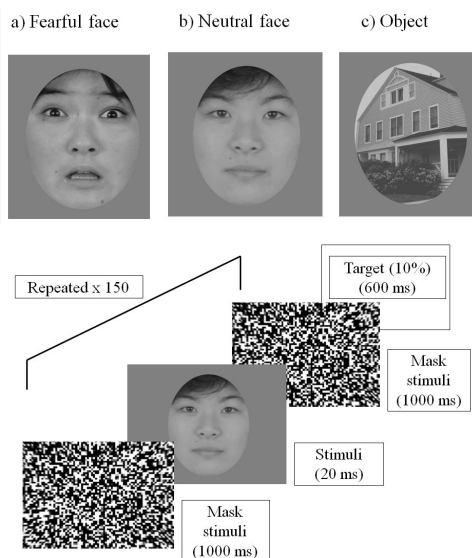 a) Fearful face
b) Neutral face
c) Object
Target (10%)
(600 ms)
Repeated x 150
Mask
stimuli
(1000 ms)
Stimuli
(20 ms)
Mask
stimuli
(1000 ms)